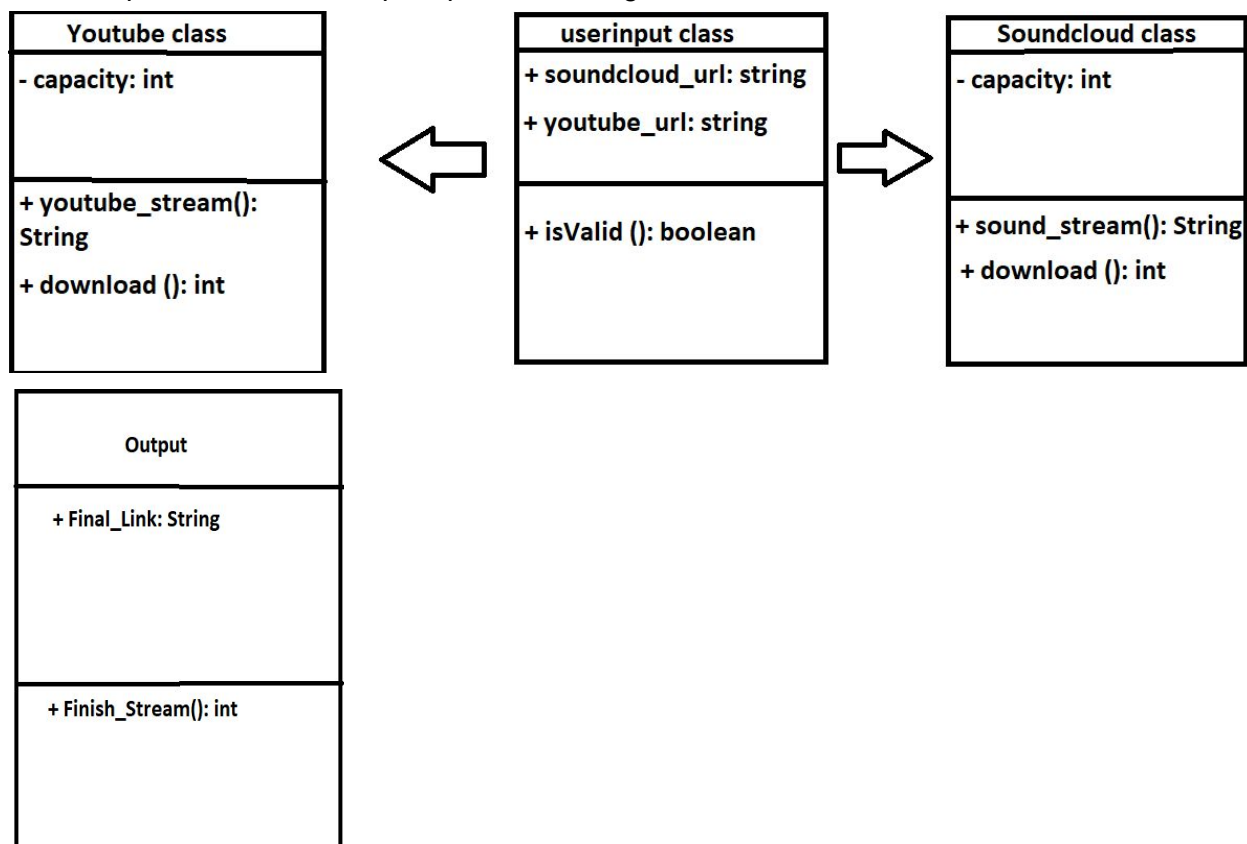 Youtube class
- capacity: int
+ youtube_stream():
String
+ download (): int
userinput class
+ soundcloud_url: string
+ youtube_url: string
+ isValid (): boolean
Soundcloud class
- capacity: int
+ sound_stream(): String
+ download (): int
Output
+ Final_Link: String
+ Finish_Stream(): int